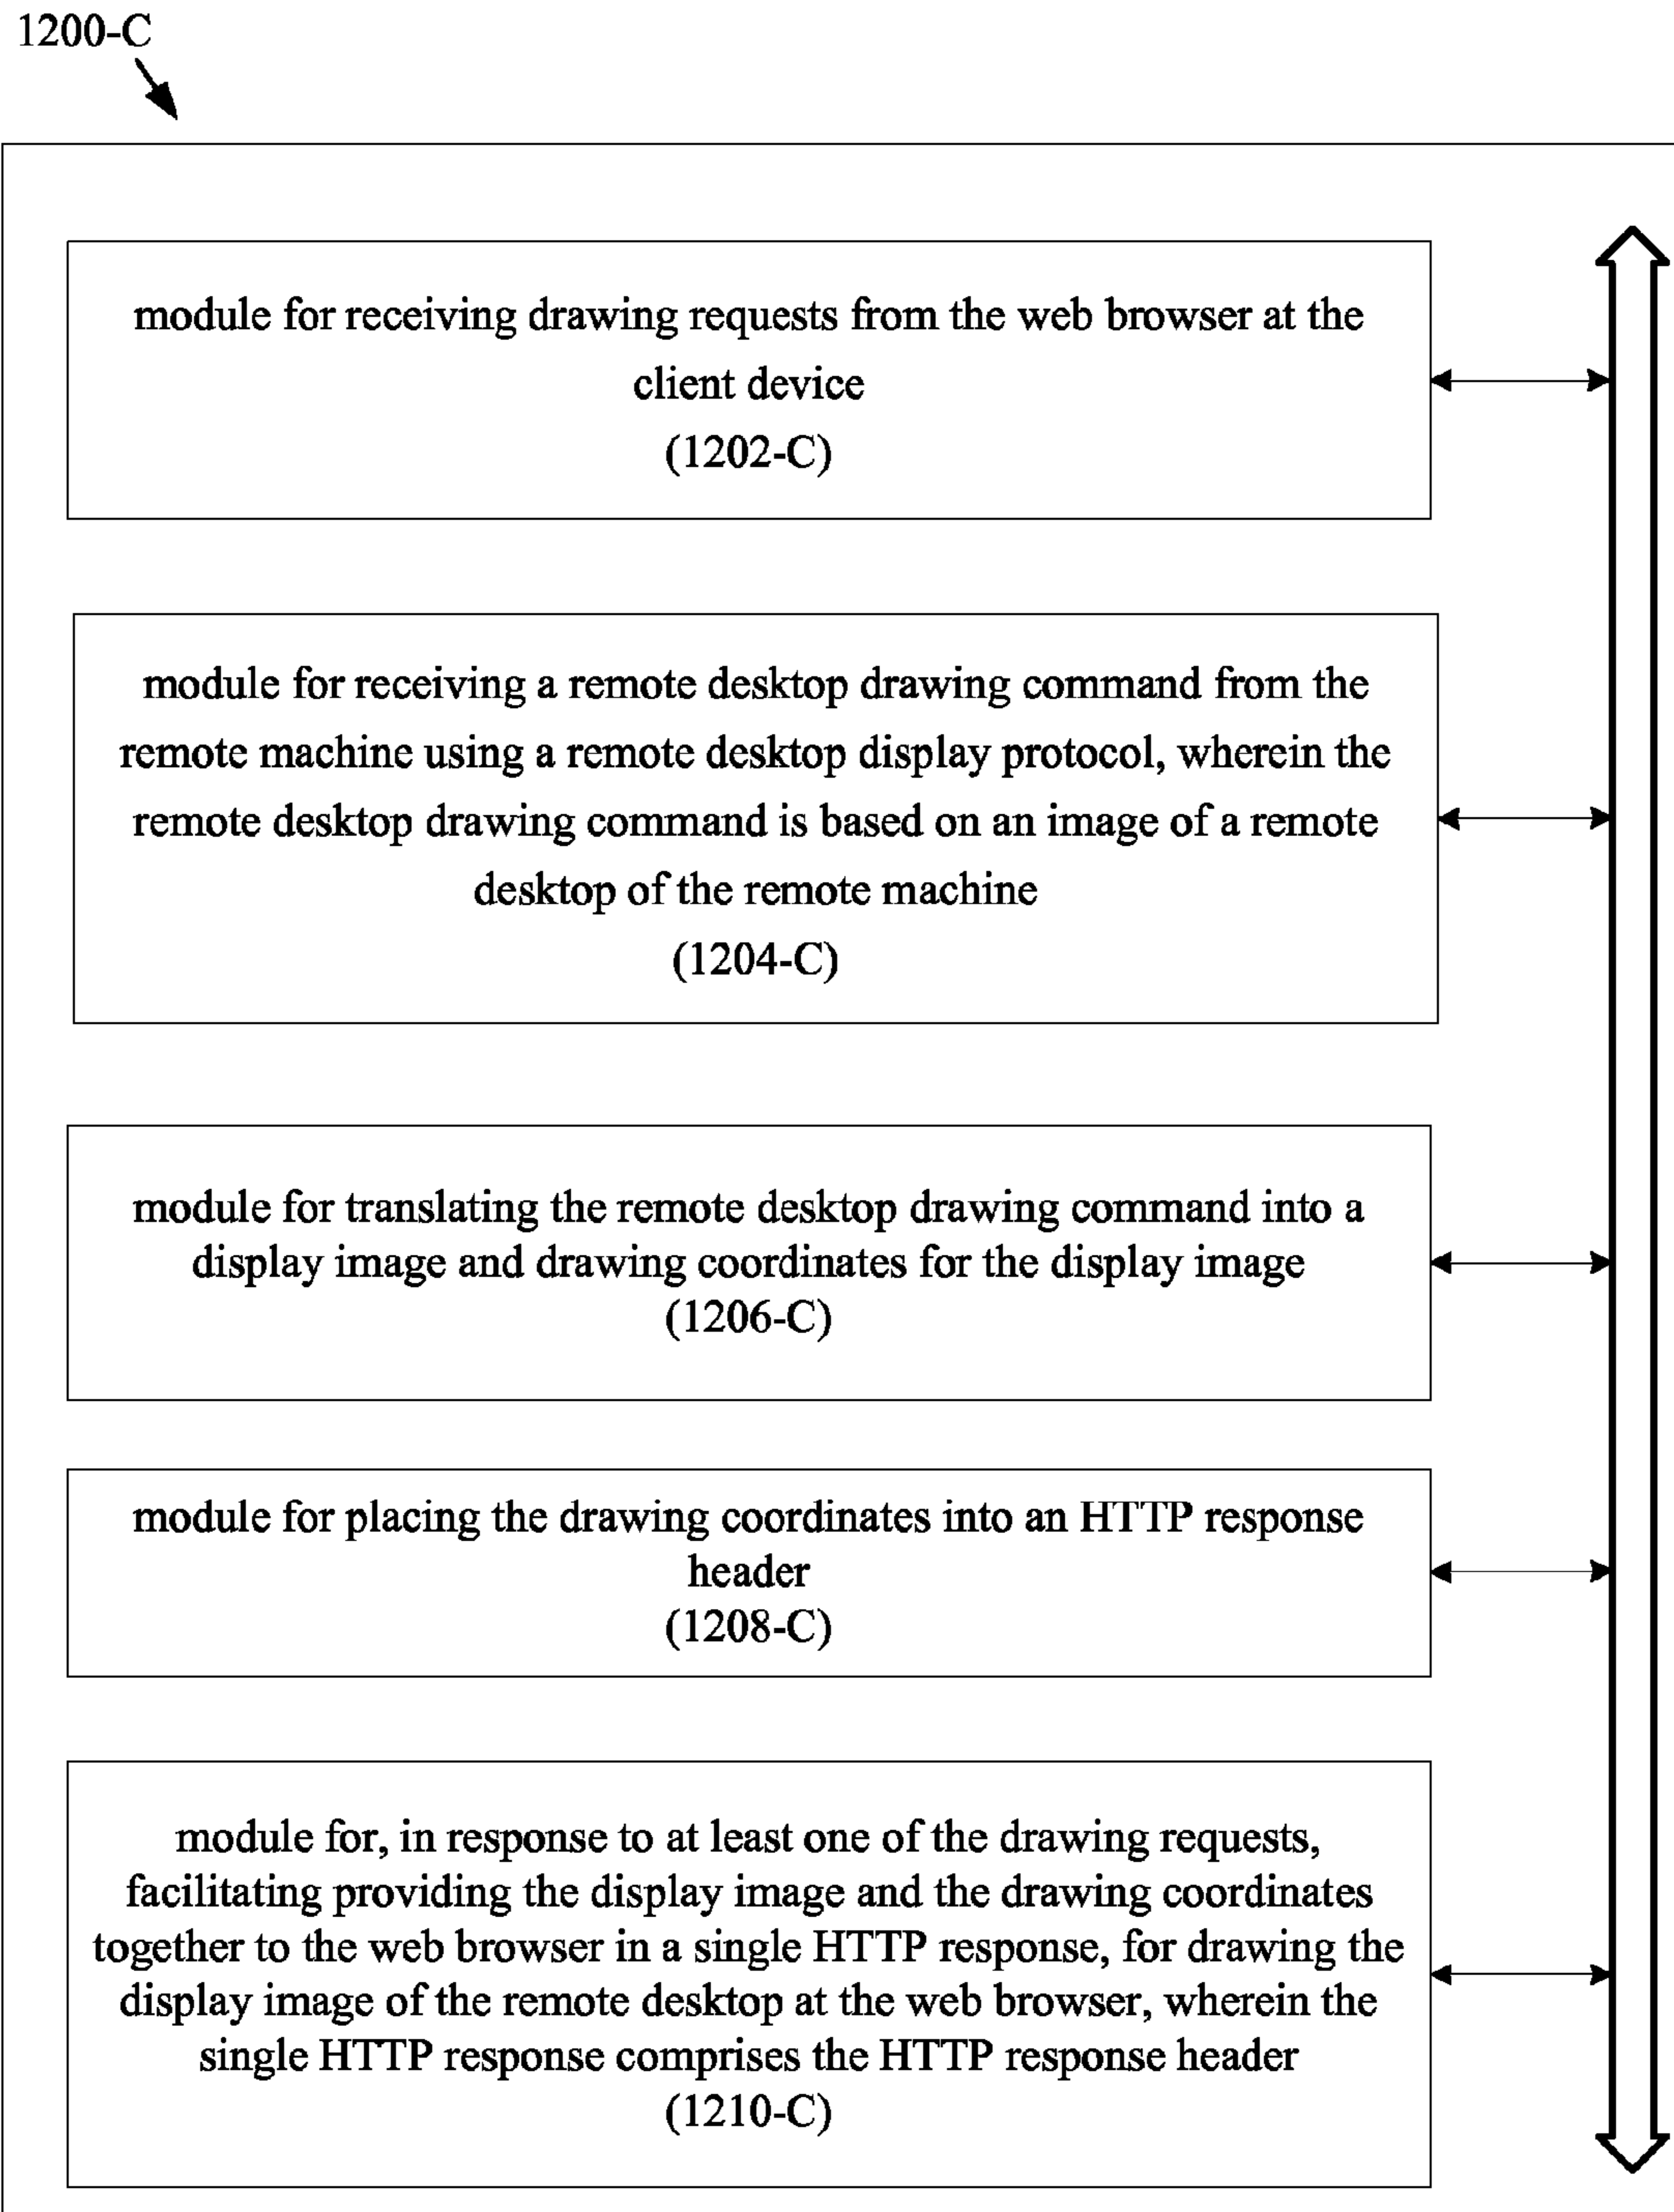 1200-C
module for receiving drawing requests from the web browser at the
client device
(1202-C)
module for receiving a remote desktop drawing command from the
remote machine using a remote desktop display protocol, wherein the
remote desktop drawing command is based on an image of a remote
desktop of the remote machine
(1204-C)
module for translating the remote desktop drawing command into a
display image and drawing coordinates for the display image
(1206-C)
module for placing the drawing coordinates into an HTTP response
header
(1208-C)
module for, in response to at least one of the drawing requests,
facilitating providing the display image and the drawing coordinates
together to the web browser in a single HTTP response, for drawing the
display image of the remote desktop at the web browser, wherein the
single HTTP response comprises the HTTP response header
(1210-C)